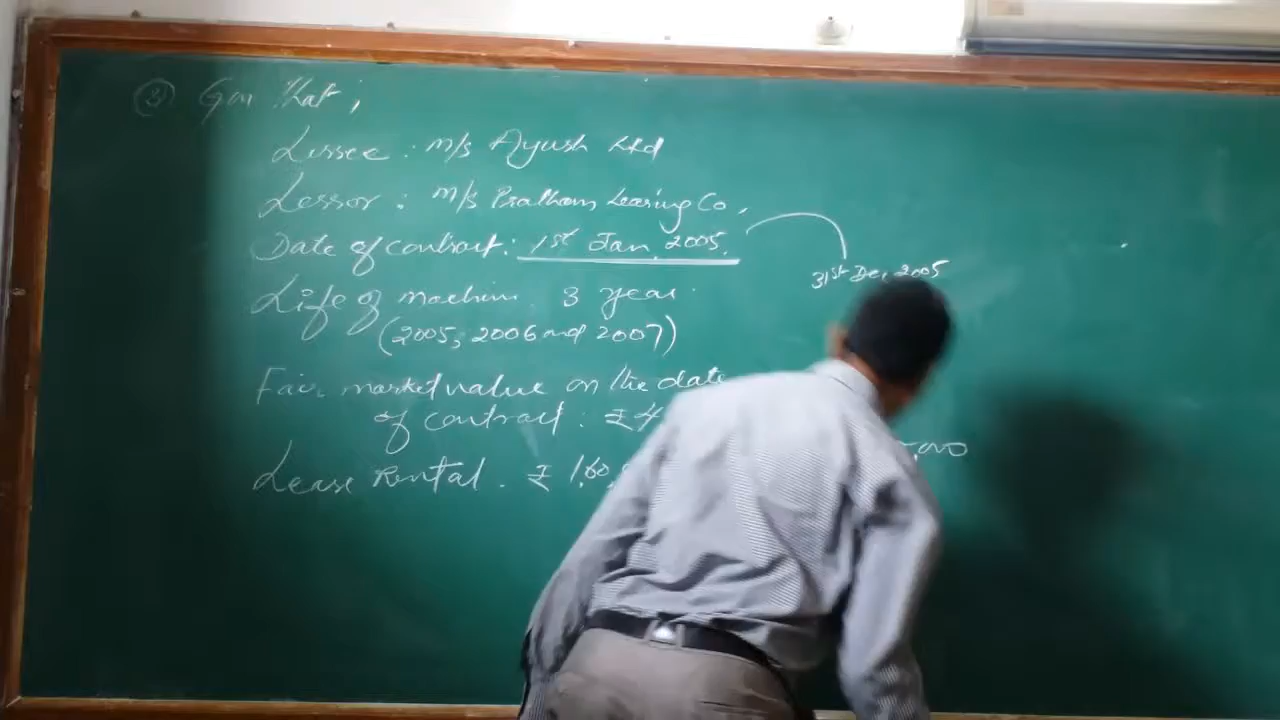 ③ Given that,
Lessee : M/s Ayush Ltd
Lessor : M/s Pratham Leasing Co,
Date of contract : 1st Jan. 2005.
31st Dec 2005
Life of machine 3 year.
(2005, 2006 and 2007)
Fair market value on the date
of contract : ₹ 4
Lease Rental . ₹ 1,60,
,000